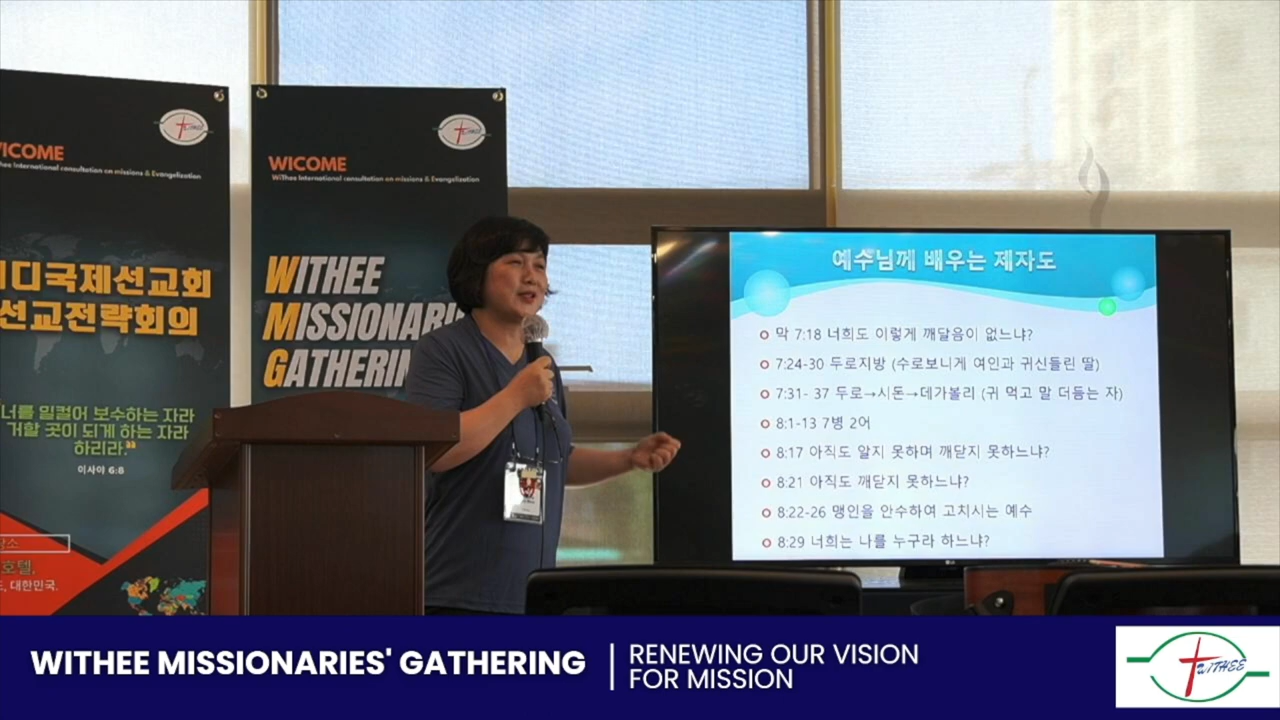 WICOME
WiThee International consultation on missions & Evangelization
디국제선교회
선교전략회의
너를 밀컬어 보수하는 자라
거할 곳이 되게 하는 자라
하리라."
이사야 6:8
호텔,
대한민국.
WICOME
WiThee International consultation on missions & Evangelization
WITHEE
MISSIONARI
GATHERIN
예수님께 배우는 제자도
막 7:18 너희도 이렇게 깨달음이 없느냐?
7:24-30 두로지방 (수로보니게 여인과 귀신들린 딸)
7:31- 37 두로→시돈→데가볼리 (귀 먹고 말 더듬는 자)
8:1-13 7병 2어
8:17 아직도 알지 못하며 깨닫지 못하느냐?
8:21 아직도 깨닫지 못하느냐?
8:22-26 맹인을 안수하여 고치시는 예수
8:29 너희는 나를 누구라 하느냐?
LG
WITHEE MISSIONARIES' GATHERING
RENEWING OUR VISION
FOR MISSION
WiTHEE